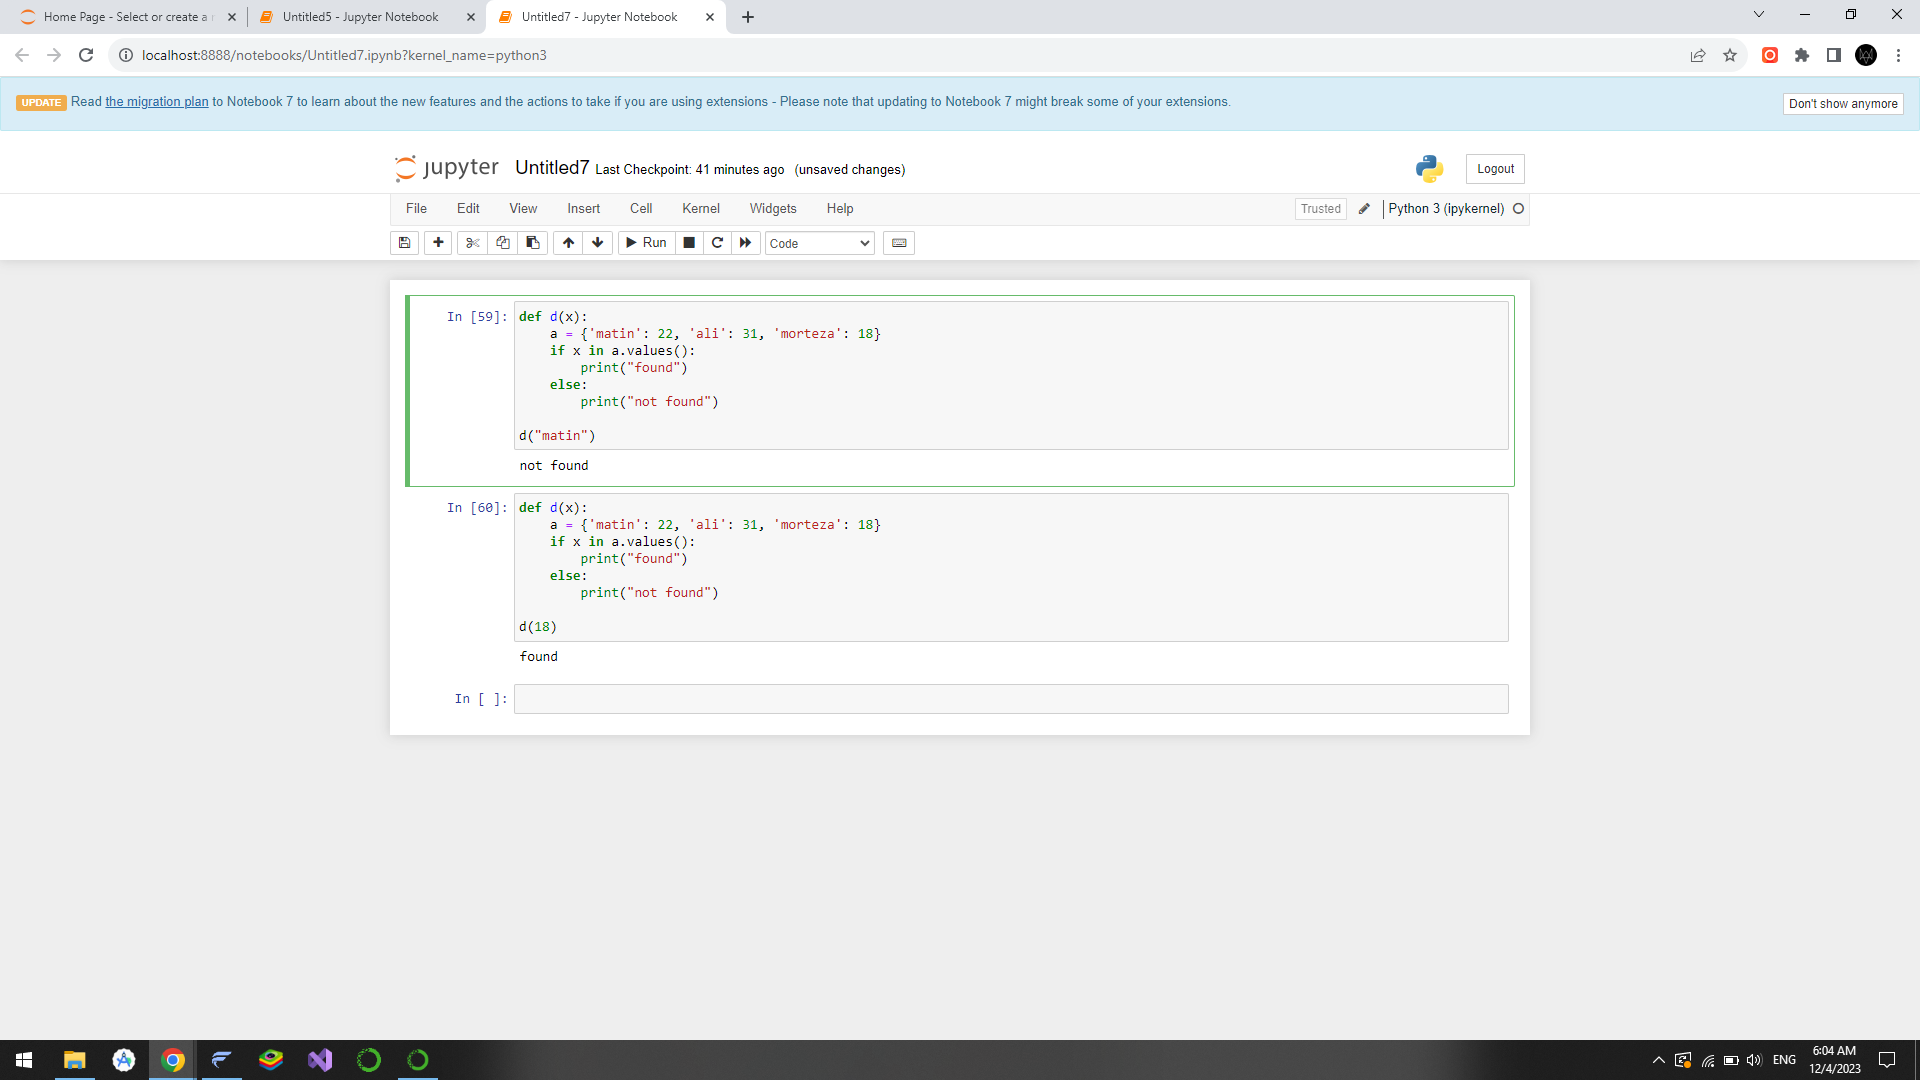 Home Page - Select or create a
Untitled5 - Jupyter Notebook
Untitled7 - Jupyter Notebook
localhost:8888/notebooks/Untitled7.ipynb?kernel_name=python3
UPDATE Read the migration plan to Notebook 7 to learn about the new features and the actions to take if you are using extensions - Please note that updating to Notebook 7 might break some of your extensions.
Don't show anymore
jupyter Untitled7 Last Checkpoint: 41 minutes ago (unsaved changes)
Logout
File Edit View Insert Cell Kernel Widgets Help
Trusted Python 3 (ipykernel)
Run Code
In [59]: def d(x):
    a = {'matin': 22, 'ali': 31, 'morteza': 18}
    if x in a.values():
        print("found")
    else:
        print("not found")
d("matin")
not found
In [60]: def d(x):
    a = {'matin': 22, 'ali': 31, 'morteza': 18}
    if x in a.values():
        print("found")
    else:
        print("not found")
d(18)
found
In [ ]:
ENG
6:04 AM
12/4/2023